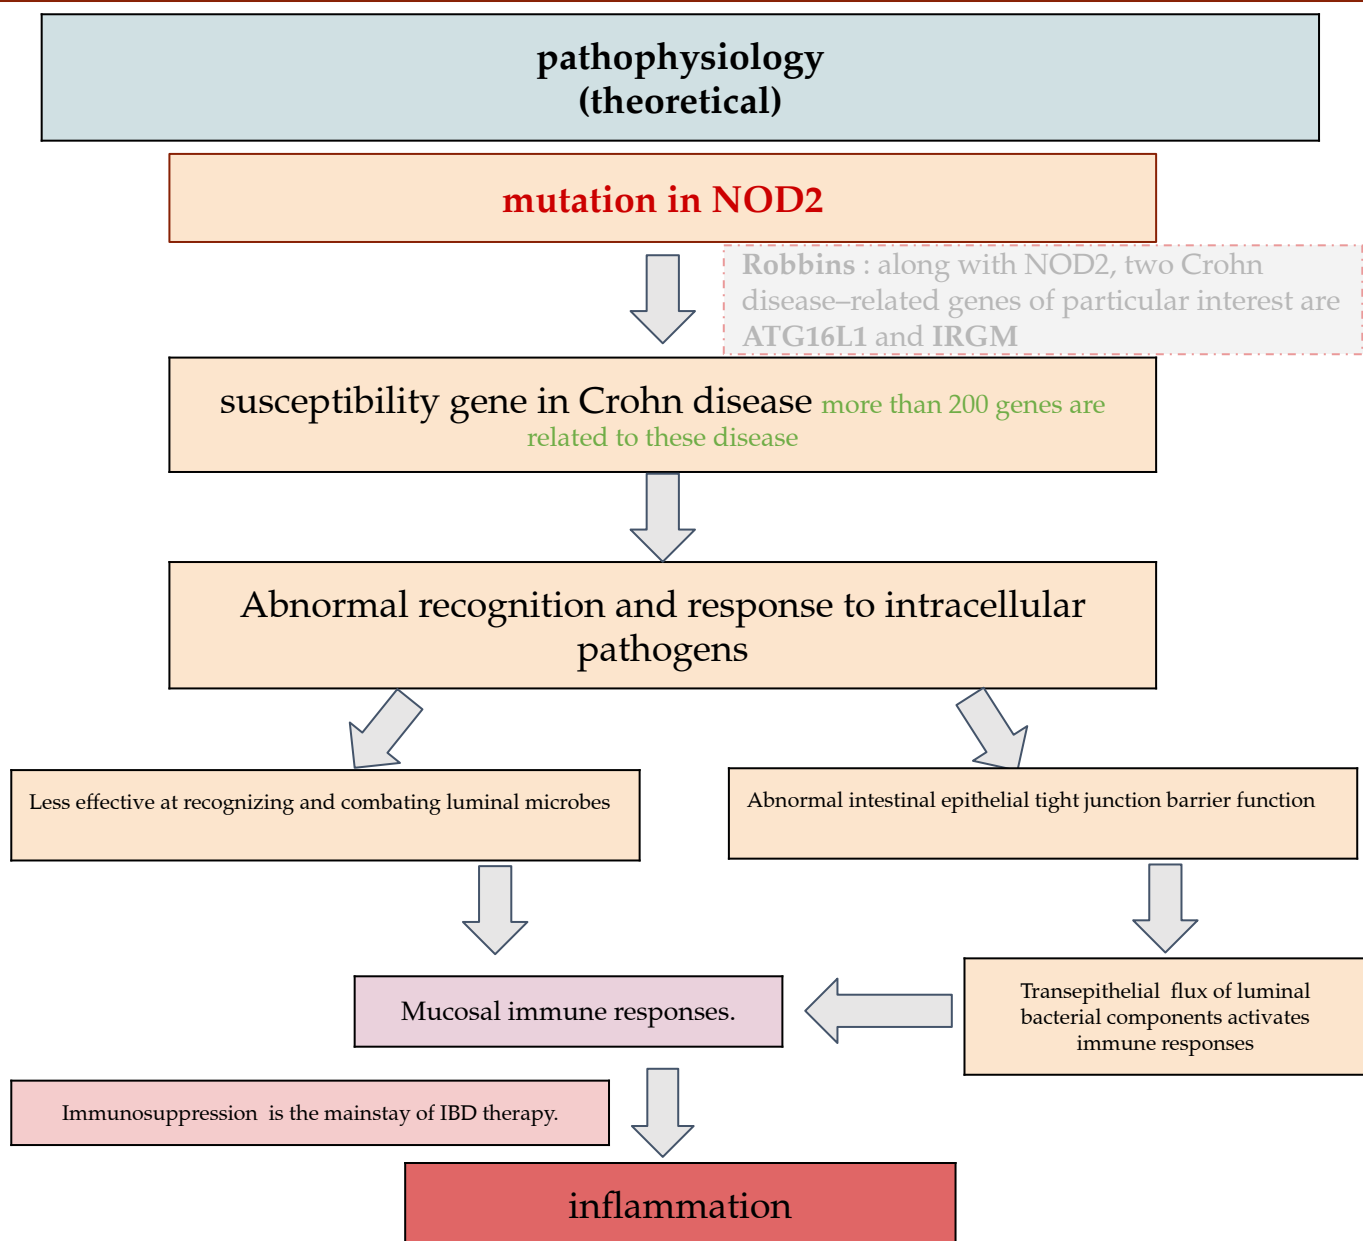 pathophysiology
(theoretical)
mutation in NOD2
Robbins : along with NOD2, two Crohn
disease–related genes of particular interest are
ATG16L1 and IRGM
susceptibility gene in Crohn disease more than 200 genes are
related to these disease
Abnormal recognition and response to intracellular
pathogens
Less effective at recognizing and combating luminal microbes
Abnormal intestinal epithelial tight junction barrier function
Transepithelial flux of luminal
bacterial components activates
immune responses
Mucosal immune responses.
Immunosuppression is the mainstay of IBD therapy.
inflammation